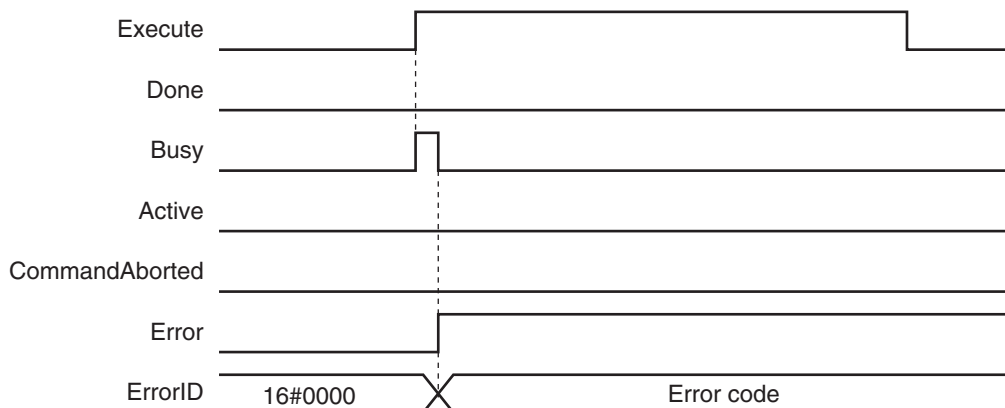 Execute
Done
Busy
Active
CommandAborted
Error
ErrorID 16#0000 Error code